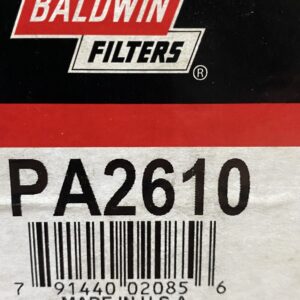 BALDWIN
FILTERS
®
PA2610
7 91440 02085 6
MADE IN U.S.A.